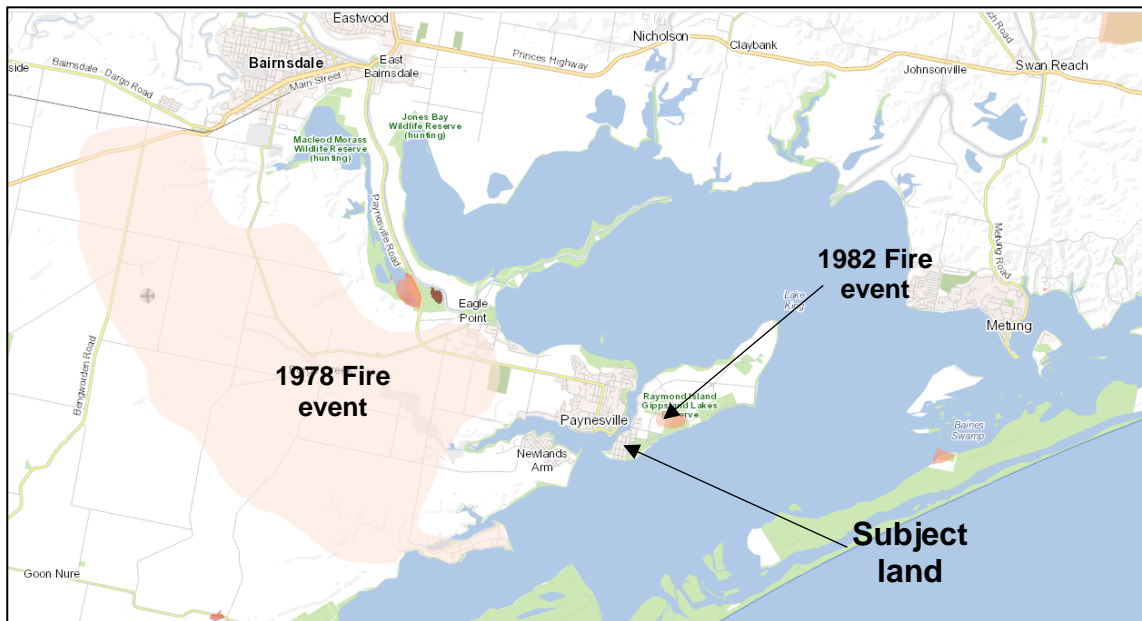 Eastwood
Nicholson
Princes Highway
Claybank
ch Road
side
Bairnsdale - Dargo Road
Bairnsdale
East
Bairnsdale
Main Street
Johnsonville
Swan Reach
Jones Bay
Wildlife Reserve
(hunting)
Macleod Morass
Wildlife Reserve
(hunting)
Paynesville Road
Metung Road
1982 Fire
event
Lake
King
Eagle
Point
Metung
Bengworden Road
1978 Fire
event
Raymond Island
Gippsland Lakes
Reserve
Paynesville
Baines
Swamp
Newlands
Arm
Subject
land
Goon Nure